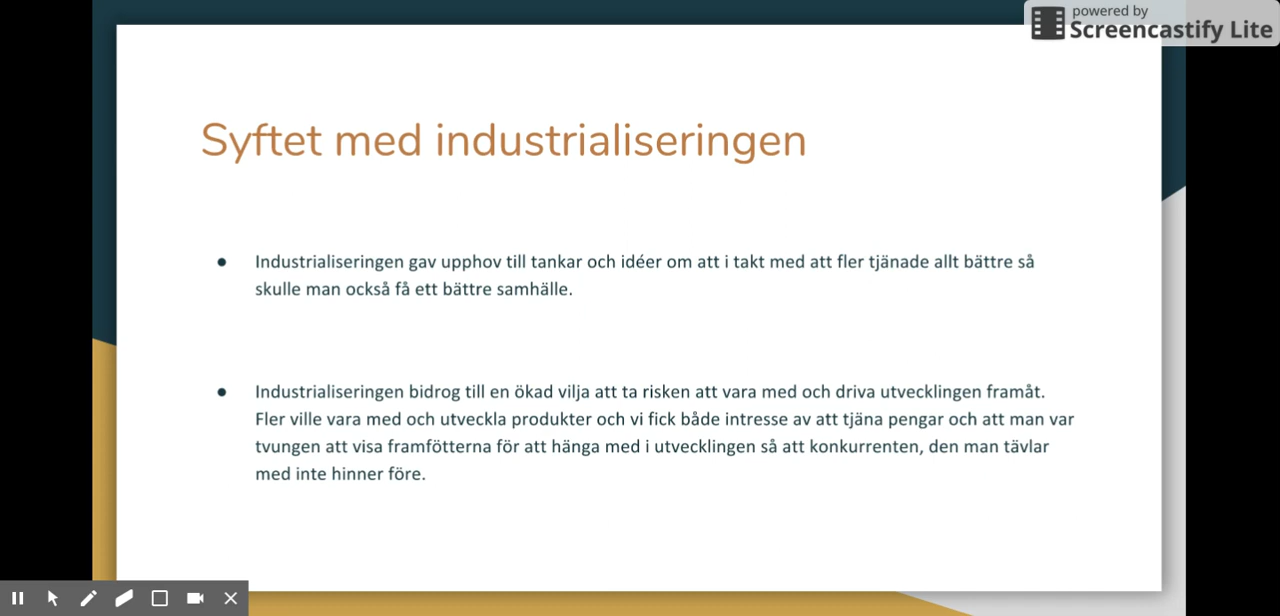 powered by
Screencastify Lite
Syftet med industrialiseringen
● Industrialiseringen gav upphov till tankar och idéer om att i takt med att fler tjänade allt bättre så
skulle man också få ett bättre samhälle.
● Industrialiseringen bidrog till en ökad vilja att ta risken att vara med och driva utvecklingen framåt.
Fler ville vara med och utveckla produkter och vi fick både intresse av att tjäna pengar och att man var
tvungen att visa framfötterna för att hänga med i utvecklingen så att konkurrenten, den man tävlar
med inte hinner före.